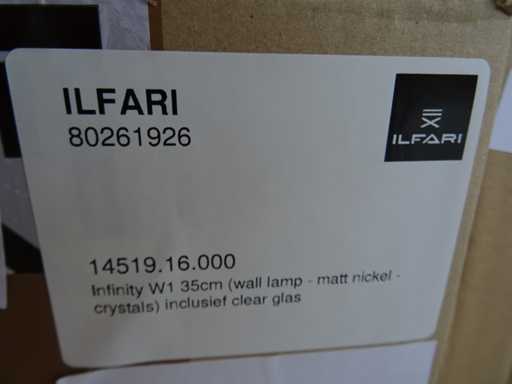 ILFARI
80261926
ILFARI
14519.16.000
Infinity W1 35cm (wall lamp - matt nickel -
crystals) inclusief clear glas